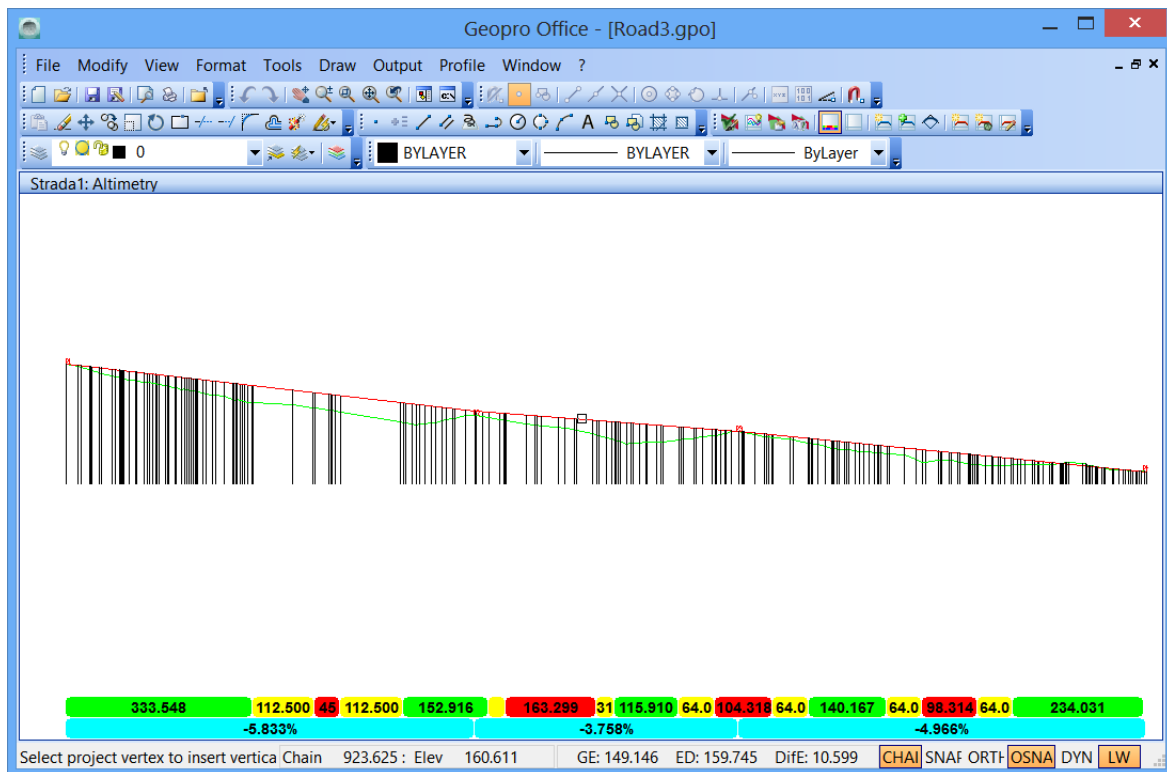 Geopro Office - [Road3.gpo]
File Modify View Format Tools Draw Output Profile Window ?
0 BYLAYER BYLAYER ByLayer
Strada1: Altimetry
333.548 112.500 45 112.500 152.916 163.299 31 115.910 64.0 104.318 64.0 140.167 64.0 98.314 64.0 234.031
-5.833% -3.758% -4.966%
Select project vertex to insert vertica Chain 923.625 : Elev 160.611 GE: 149.146 ED: 159.745 DifE: 10.599 CHAI SNAF ORTH OSNA DYN LW